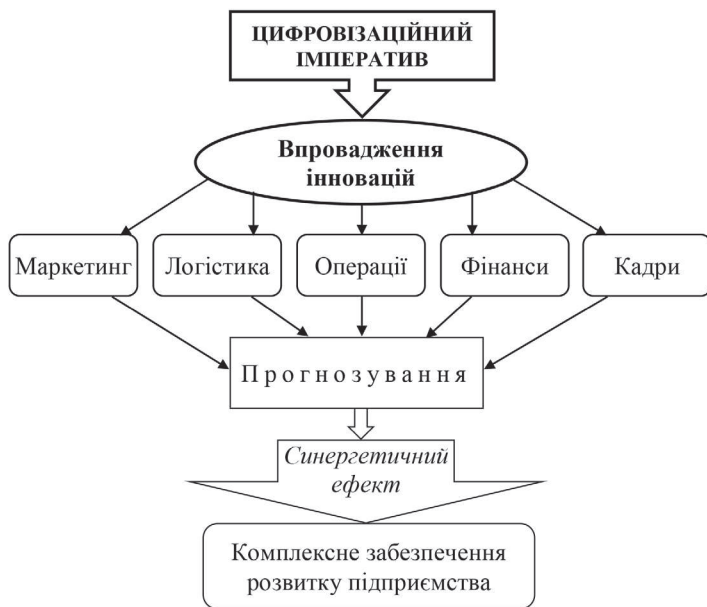 ЦИФРОВІЗАЦІЙНИЙ
ІМПЕРАТИВ
Впровадження
інновацій
Маркетинг
Логістика
Операції
Фінанси
Кадри
Прогнозування
Синергетичний
ефект
Комплексне забезпечення
розвитку підприємства